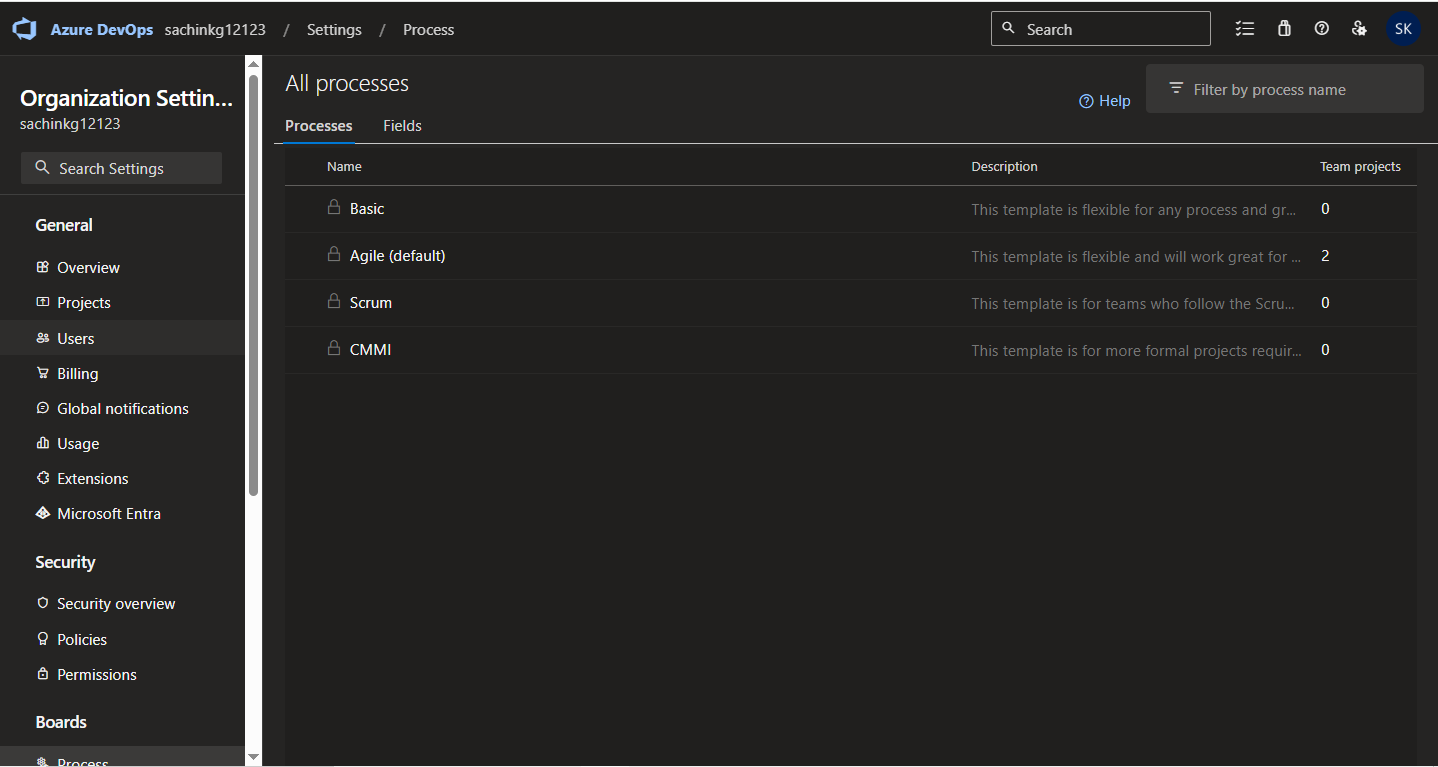 Azure DevOps sachinkg12123 / Settings / Process
Search
SK
Organization Settin...
sachinkg12123
Search Settings
General
Overview
Projects
Users
Billing
Global notifications
Usage
Extensions
Microsoft Entra
Security
Security overview
Policies
Permissions
Boards
Process
All processes
Help
Filter by process name
Processes Fields
Name Description Team projects
Basic This template is flexible for any process and gr... 0
Agile (default) This template is flexible and will work great for ... 2
Scrum This template is for teams who follow the Scru... 0
CMMI This template is for more formal projects requir... 0